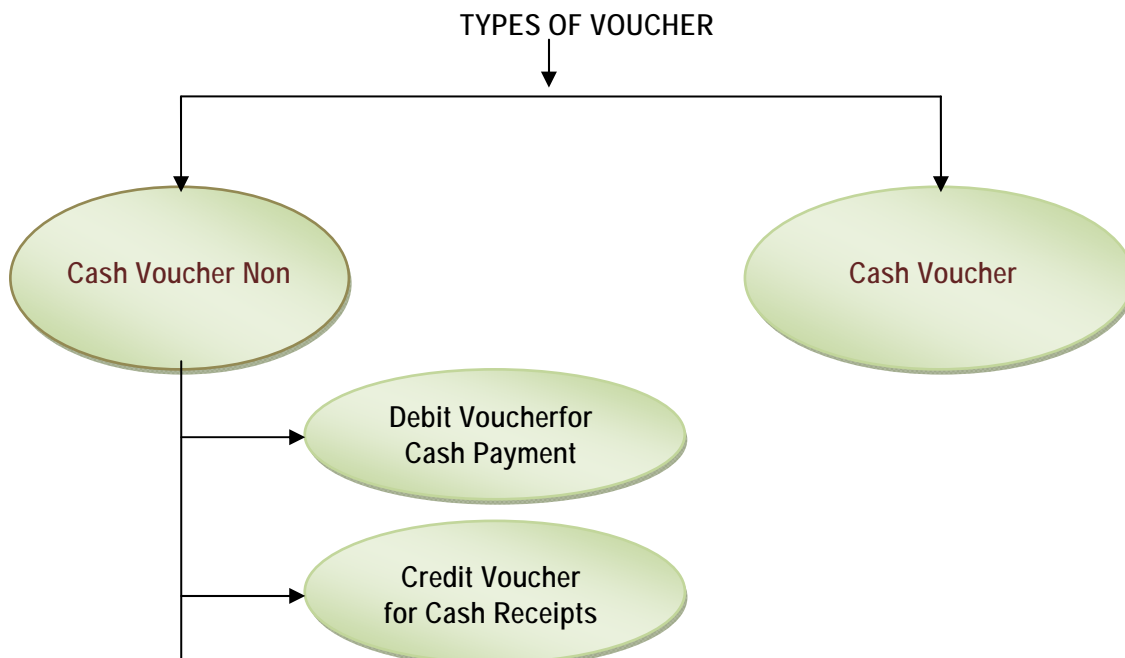 TYPES OF VOUCHER
Cash Voucher Non
Cash Voucher
Debit Voucherfor
Cash Payment
Credit Voucher
for Cash Receipts